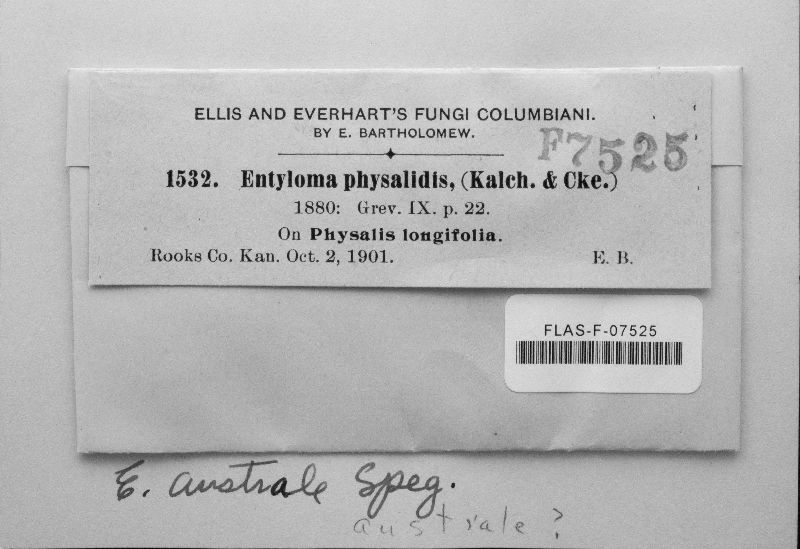 ELLIS AND EVERHART'S FUNGI COLUMBIANI.
BY E. BARTHOLOMEW.
F7525
1532. Entyloma physalidis, (Kalch. & Cke.)
1880: Grev. IX. p. 22.
On Physalis longifolia.
Rooks Co. Kan. Oct. 2, 1901. E. B.
FLAS-F-07525
E. australe Speg.
australe ?